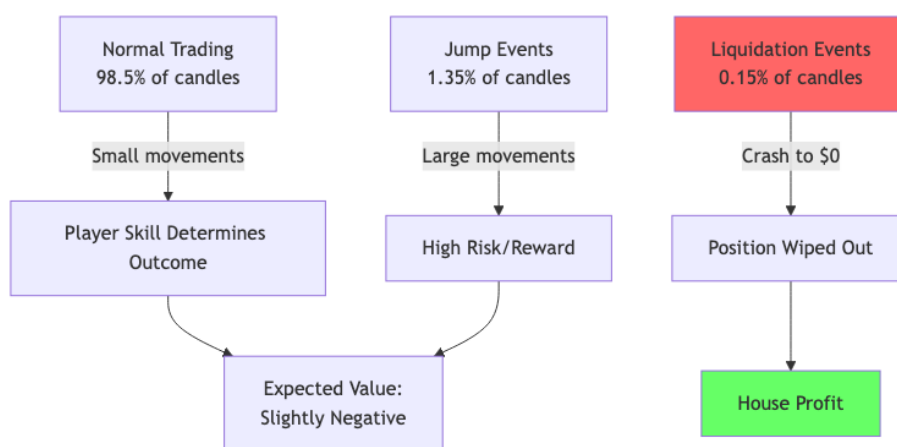 Normal Trading
98.5% of candles
Jump Events
1.35% of candles
Liquidation Events
0.15% of candles
Small movements
Large movements
Crash to $0
Player Skill Determines
Outcome
High Risk/Reward
Position Wiped Out
Expected Value:
Slightly Negative
House Profit